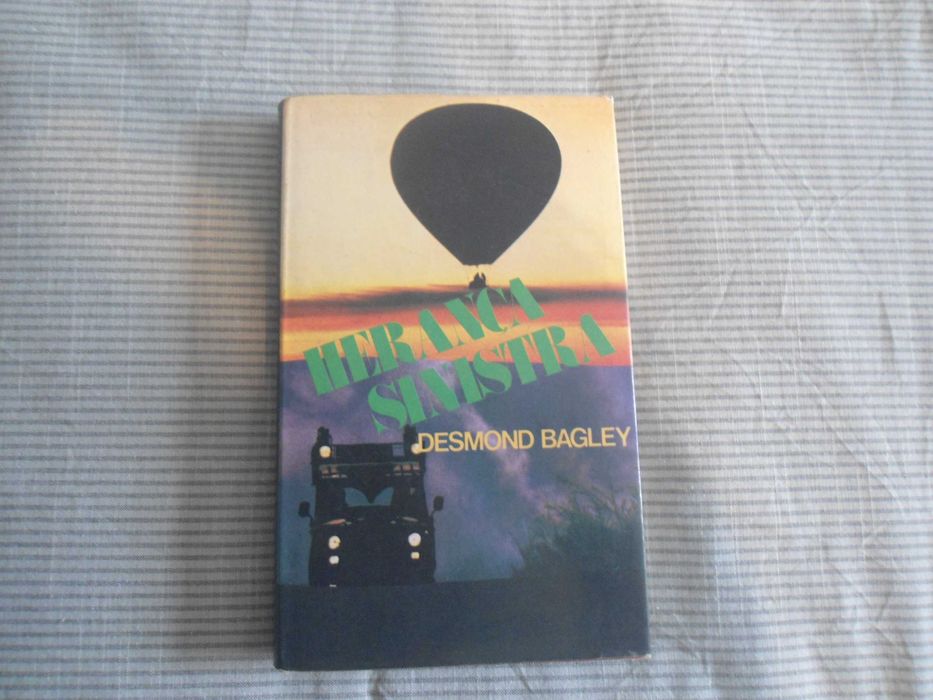 HERANÇA
SINISTRA
DESMOND BAGLEY